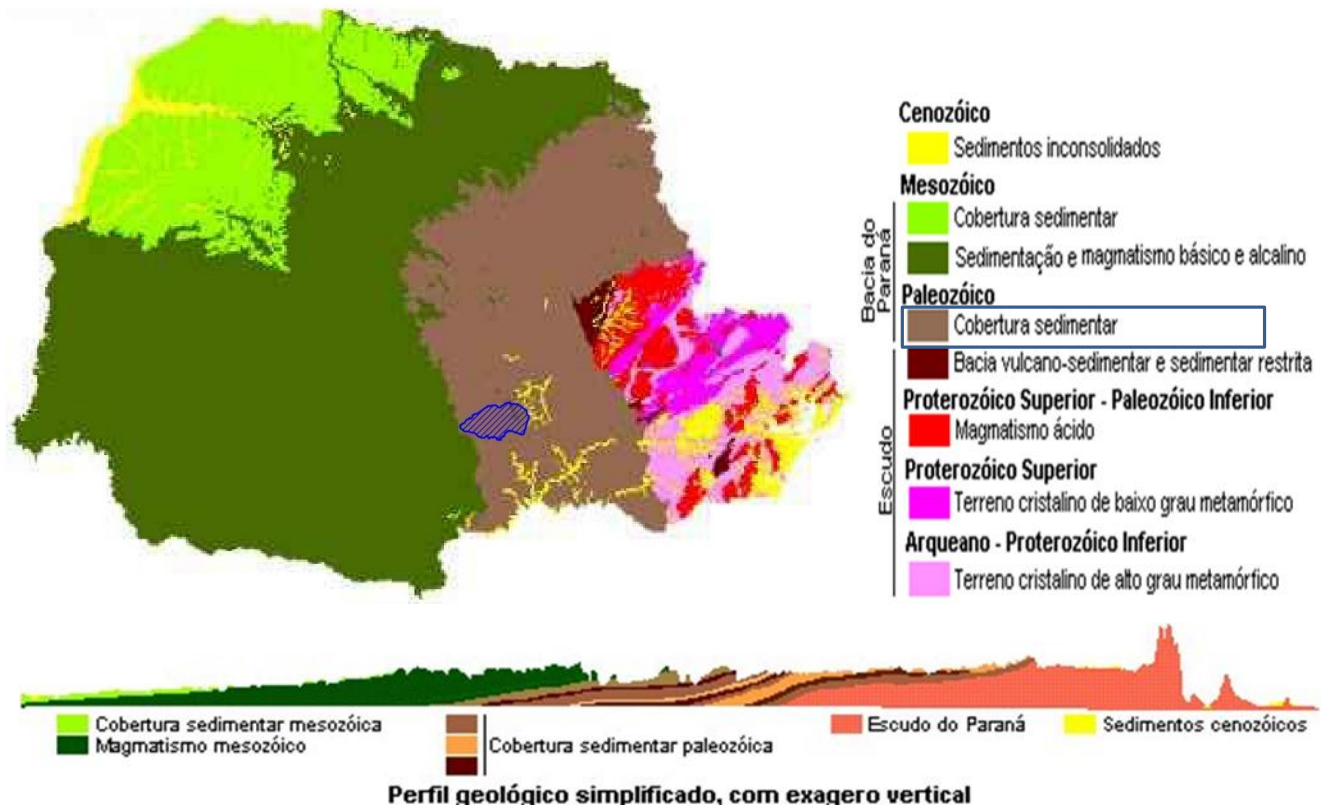 Cenozóico
Sedimentos inconsolidados
Mesozóico
Cobertura sedimentar
Sedimentação e magmatismo básico e alcalino
Bacia do
Paraná
Paleozóico
Cobertura sedimentar
Bacia vulcano-sedimentar e sedimentar restrita
Proterozóico Superior - Paleozóico Inferior
Magmatismo ácido
Escudo
Proterozóico Superior
Terreno cristalino de baixo grau metamórfico
Arqueano - Proterozóico Inferior
Terreno cristalino de alto grau metamórfico
Cobertura sedimentar mesozóica
Magmatismo mesozóico
Cobertura sedimentar paleozóica
Escudo do Paraná
Sedimentos cenozóicos
Perfil geológico simplificado, com exagero vertical